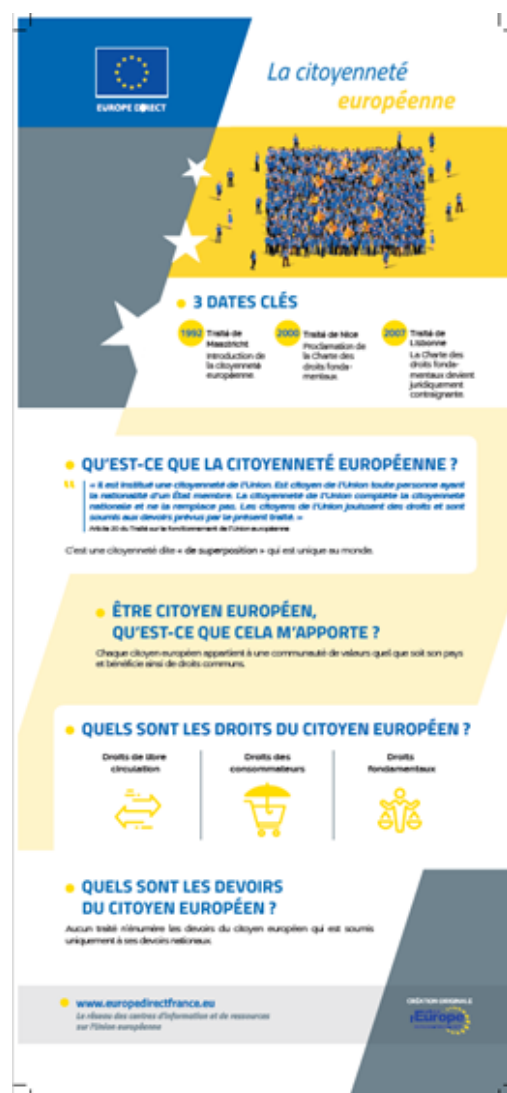 EUROPE DIRECT
La citoyenneté
européenne
3 DATES CLÉS
1992 Traité de
Maastricht
Introduction de
la citoyenneté
européenne.
2000 Traité de Nice
Proclamation de
la Charte des
droits fonda-
mentaux.
2007 Traité de
Lisbonne
La Charte des
droits fonda-
mentaux devient
juridiquement
contraignante.
QU'EST-CE QUE LA CITOYENNETÉ EUROPÉENNE ?
« Il est institué une citoyenneté de l'Union. Est citoyen de l'Union toute personne ayant
la nationalité d'un État membre. La citoyenneté de l'Union complète la citoyenneté
nationale et ne la remplace pas. Les citoyens de l'Union jouissent des droits et sont
soumis aux devoirs prévus par le présent traité. »
Article 20 du Traité sur le fonctionnement de l'Union européenne
C'est une citoyenneté dite « de superposition » qui est unique au monde.
ÊTRE CITOYEN EUROPÉEN,
QU'EST-CE QUE CELA M'APPORTE ?
Chaque citoyen européen appartient à une communauté de valeurs quel que soit son pays
et bénéficie ainsi de droits communs.
QUELS SONT LES DROITS DU CITOYEN EUROPÉEN ?
Droits de libre
circulation
Droits des
consommateurs
Droits
fondamentaux
QUELS SONT LES DEVOIRS
DU CITOYEN EUROPÉEN ?
Aucun traité n'énumère les devoirs du citoyen européen qui est soumis
uniquement à ses devoirs nationaux.
www.europedirectfrance.eu
Le réseau des centres d'information et de ressources
sur l'Union européenne
CRÉATION ORIGINALE
l'Europe